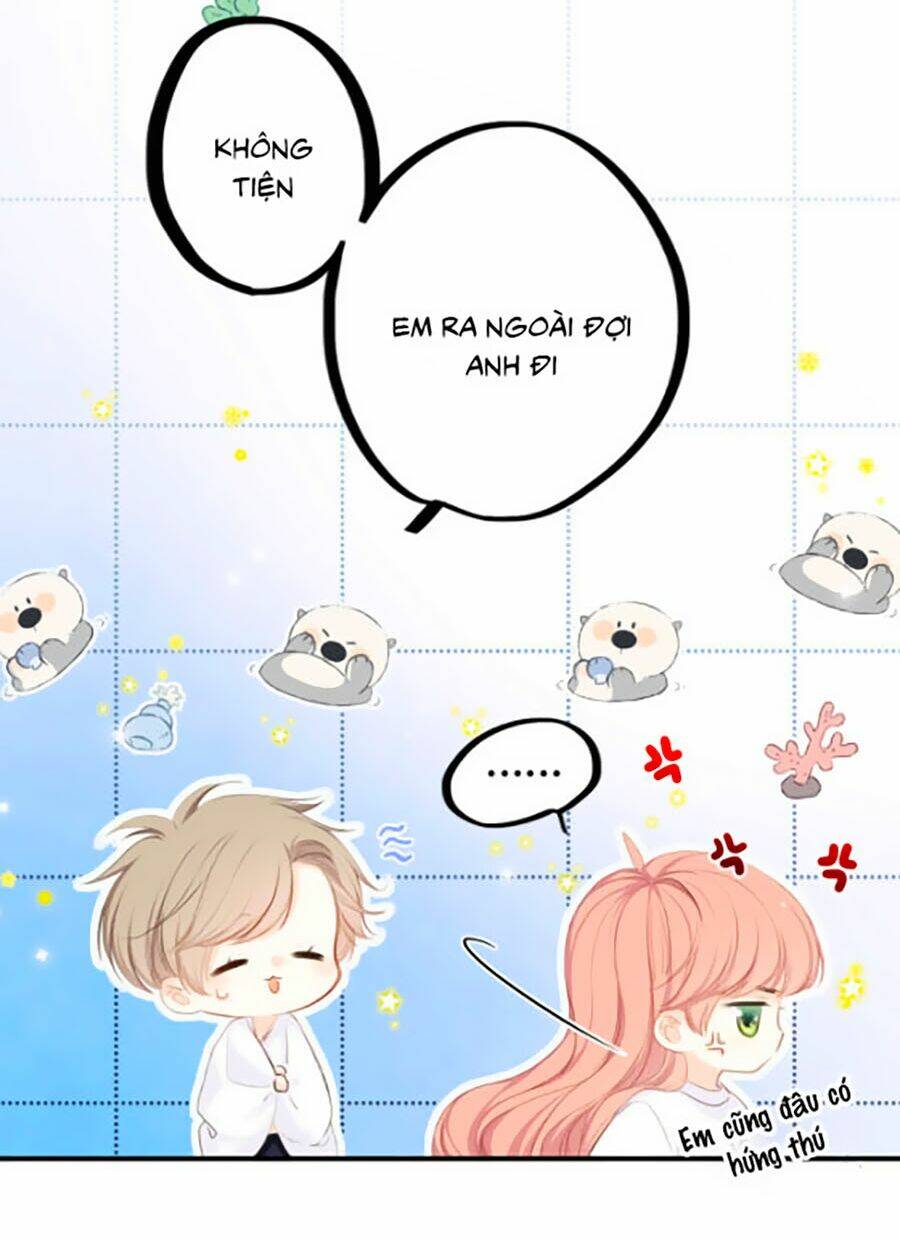 KHÔNG
TIỆN
EM RA NGOÀI ĐỢI
ANH ĐI
......
Em cũng đâu có
hứng thú